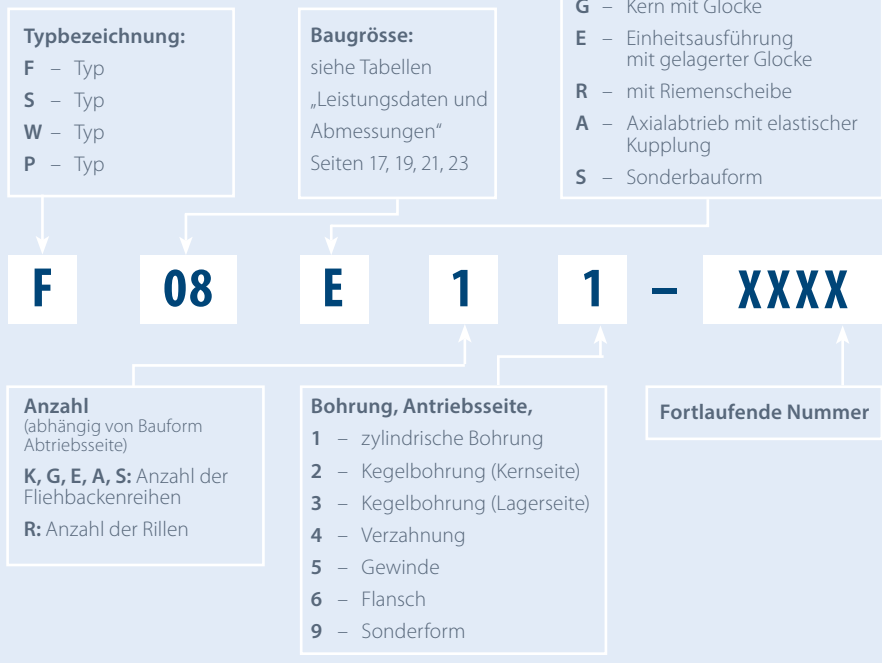 Typbezeichnung:
F – Typ
S – Typ
W – Typ
P – Typ
Baugrösse:
siehe Tabellen
„Leistungsdaten und
Abmessungen“
Seiten 17, 19, 21, 23
G – Kern mit Glocke
E – Einheitsausführung
mit gelagerter Glocke
R – mit Riemenscheibe
A – Axialabtrieb mit elastischer
Kupplung
S – Sonderbauform
F 08 E 1 1 – XXXX
Anzahl
(abhängig von Bauform
Abtriebsseite)
K, G, E, A, S: Anzahl der
Fliehbackenreihen
R: Anzahl der Rillen
Bohrung, Antriebsseite,
1 – zylindrische Bohrung
2 – Kegelbohrung (Kernseite)
3 – Kegelbohrung (Lagerseite)
4 – Verzahnung
5 – Gewinde
6 – Flansch
9 – Sonderform
Fortlaufende Nummer